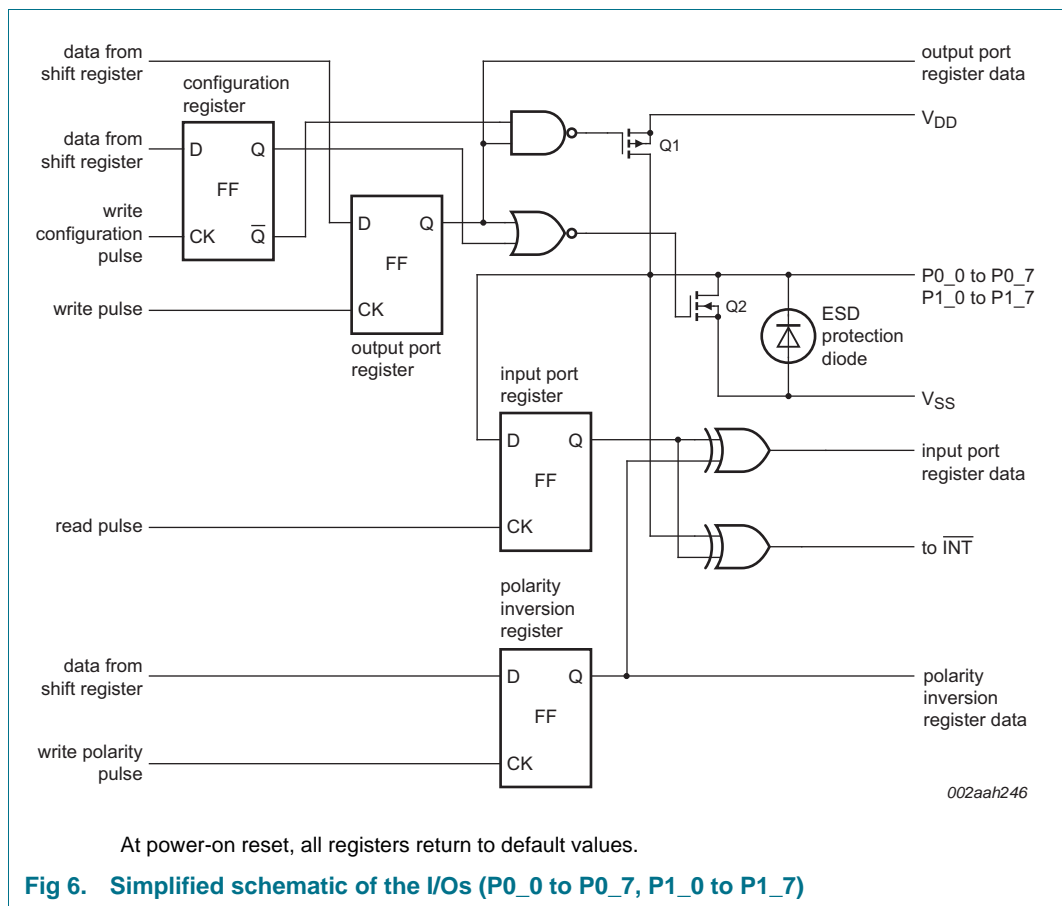 data from
shift register
configuration
register
data from
shift register
D
Q
FF
write
configuration
pulse
CK
Q̅
D
Q
FF
CK
write pulse
output port
register
Q1
output port
register data
VDD
P0_0 to P0_7
P1_0 to P1_7
Q2
ESD
protection
diode
VSS
input port
register
D
Q
FF
CK
read pulse
input port
register data
to I̅N̅T̅
polarity
inversion
register
data from
shift register
D
Q
FF
write polarity
pulse
CK
polarity
inversion
register data
002aah246
At power-on reset, all registers return to default values.
Fig 6. Simplified schematic of the I/Os (P0_0 to P0_7, P1_0 to P1_7)